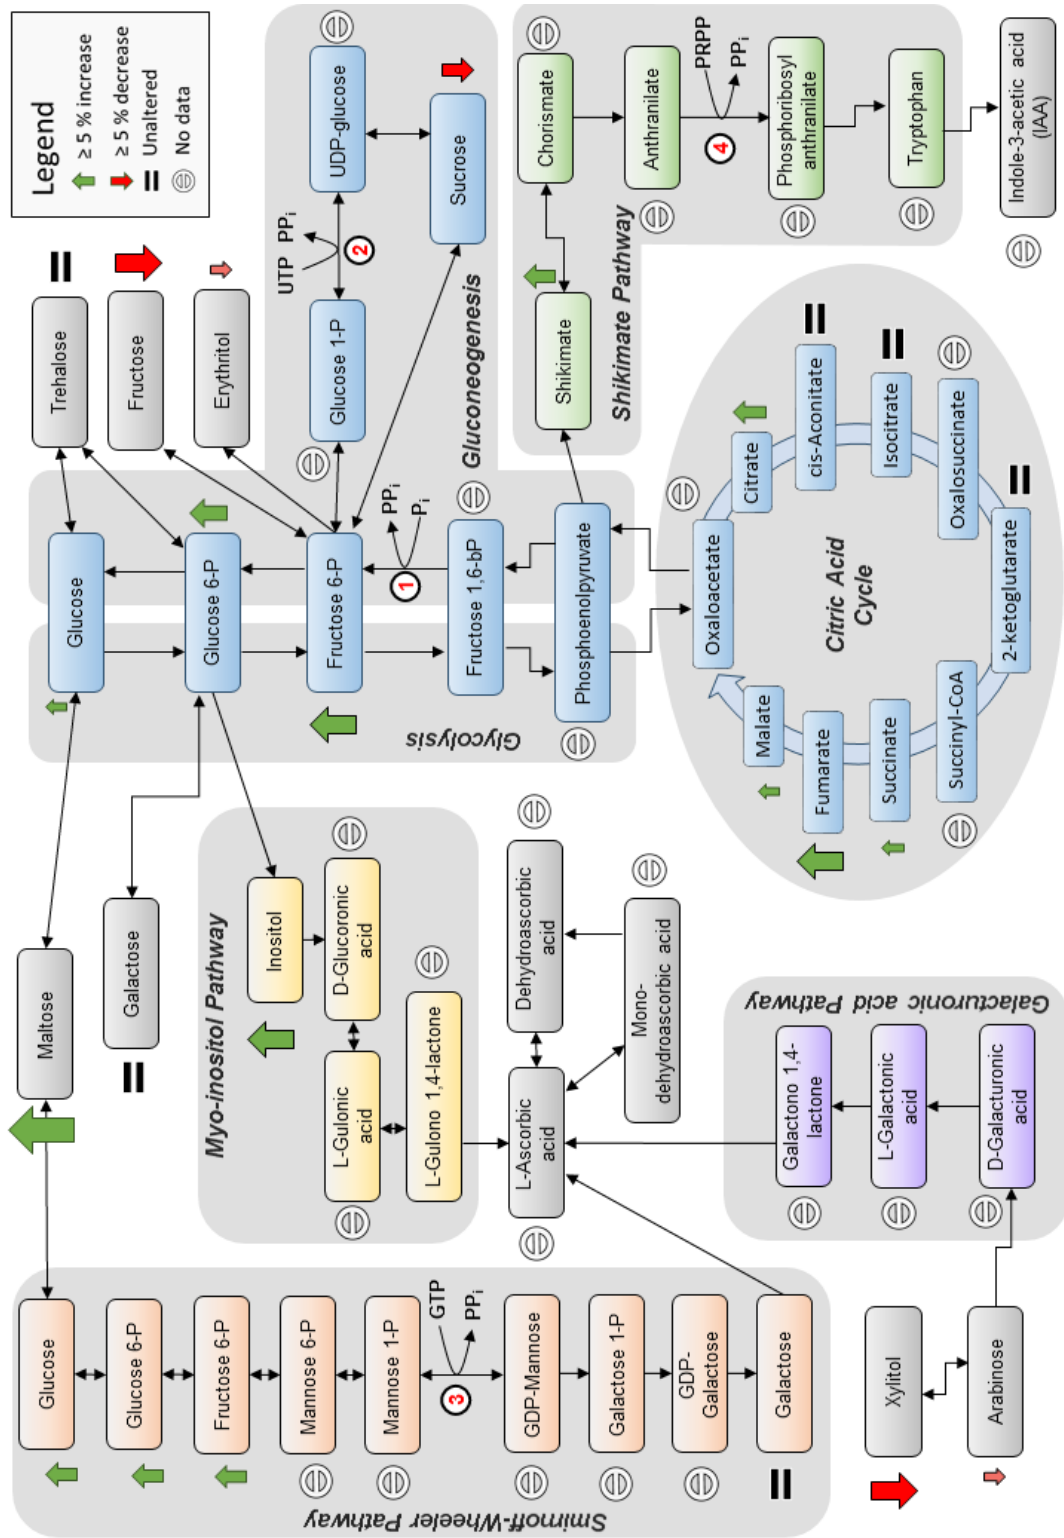 Legend
≥ 5 % increase
≥ 5 % decrease
Unaltered
No data
Smirnoff-Wheeler Pathway
Glucose
Glucose 6-P
Fructose 6-P
Mannose 6-P
Mannose 1-P
3
GTP
PPi
GDP-Mannose
Galactose 1-P
GDP-
Galactose
Galactose
Xylitol
Arabinose
Maltose
Galactose
Myo-inositol Pathway
Inositol
D-Glucoronic
acid
L-Gulonic
acid
L-Gulono 1,4-lactone
L-Ascorbic
acid
Dehydroascorbic
acid
Mono-
dehydroascorbic acid
Galacturonic acid Pathway
Galactono 1,4-
lactone
L-Galactonic
acid
D-Galacturonic
acid
Glycolysis
Glucose
Glucose 6-P
Fructose 6-P
1
PPi
Pi
Fructose 1,6-bP
Phosphoenolpyruvate
Trehalose
Fructose
Erythritol
Gluconeogenesis
Glucose 1-P
UTP
PPi
2
UDP-glucose
Sucrose
Shikimate Pathway
Shikimate
Chorismate
Anthranilate
4
PRPP
PPi
Phosphoribosyl
anthranilate
Tryptophan
Indole-3-acetic acid
(IAA)
Citric Acid
Cycle
Oxaloacetate
Citrate
cis-Aconitate
Isocitrate
Oxalosuccinate
2-ketoglutarate
Succinyl-CoA
Succinate
Fumarate
Malate